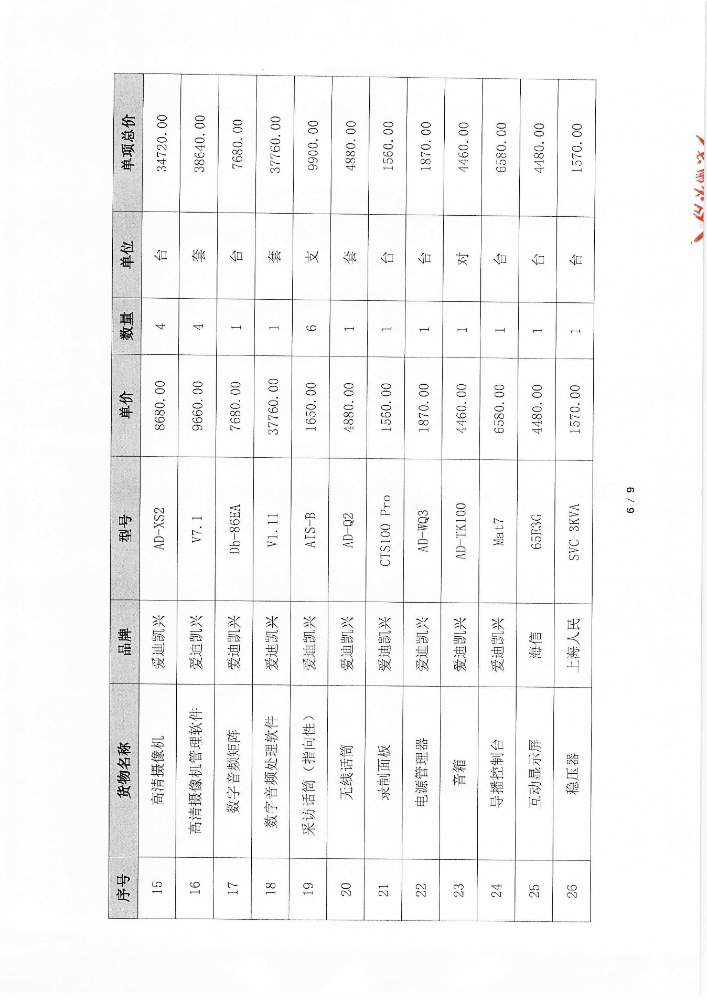 序号 货物名称 品牌 型号 单价 数量 单位 单项总价
15 高清摄像机 爱迪凯兴 AD-XS2 8680.00 4 台 34720.00
16 高清摄像机管理软件 爱迪凯兴 V7.1 9660.00 4 套 38640.00
17 数字音频矩阵 爱迪凯兴 Dh-86EA 7680.00 1 台 7680.00
18 数字音频处理软件 爱迪凯兴 V1.11 37760.00 1 套 37760.00
19 采访话筒（指向性） 爱迪凯兴 AIS-B 1650.00 6 支 9900.00
20 无线话筒 爱迪凯兴 AD-Q2 4880.00 1 套 4880.00
21 录制面板 爱迪凯兴 CTS100 Pro 1560.00 1 台 1560.00
22 电源管理器 爱迪凯兴 AD-WQ3 1870.00 1 台 1870.00
23 音箱 爱迪凯兴 AD-TK100 4460.00 1 对 4460.00
24 导播控制台 爱迪凯兴 Mat7 6580.00 1 台 6580.00
25 互动显示屏 海信 65E3G 4480.00 1 台 4480.00
26 稳压器 上海人民 SVC-3KVA 1570.00 1 台 1570.00
6 / 9